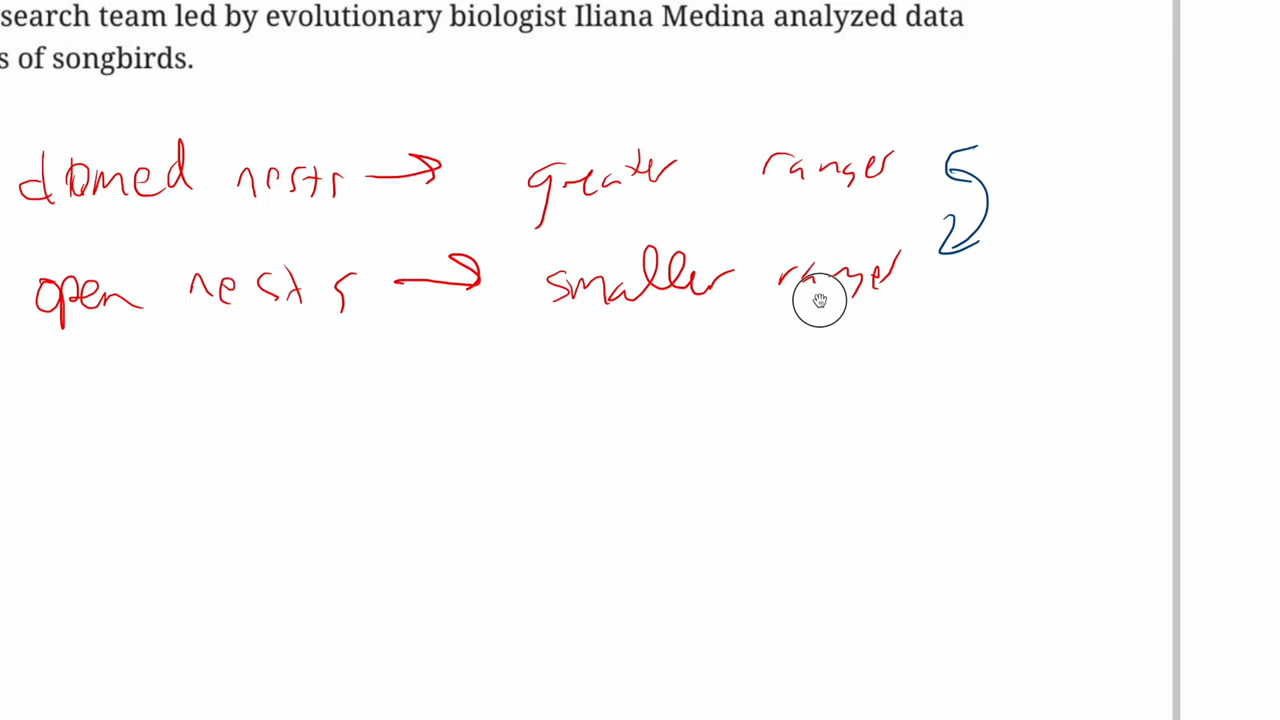 search team led by evolutionary biologist Iliana Medina analyzed data
s of songbirds.
domed nests → greater ranges
open nests → smaller ranges